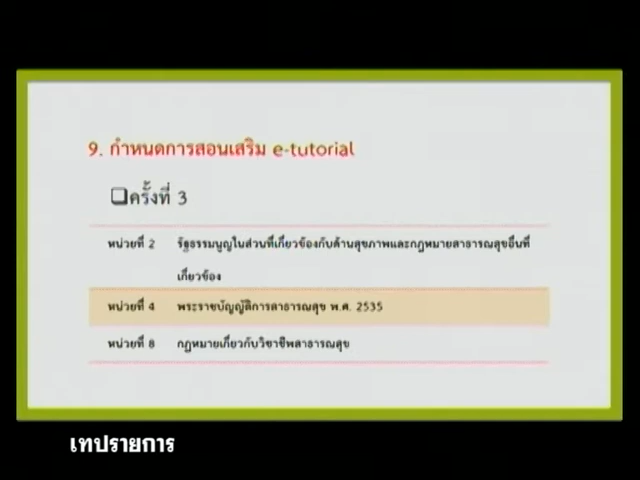 9. กำหนดการสอนเสริม e-tutorial
❑ครั้งที่ 3
หน่วยที่ 2 รัฐธรรมนูญในส่วนที่เกี่ยวข้องกับด้านสุขภาพและกฎหมายสาธารณสุขอื่นที่
เกี่ยวข้อง
หน่วยที่ 4 พระราชบัญญัติการสาธารณสุข พ.ศ. 2535
หน่วยที่ 8 กฎหมายเกี่ยวกับวิชาชีพสาธารณสุข
เทปรายการ